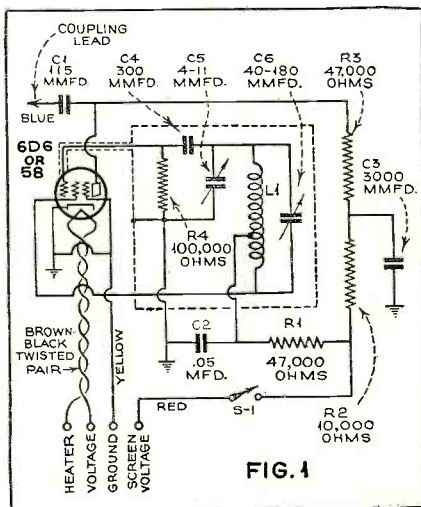 COUPLING
LEAD
C1
115
MMFD.
C4
300
MMFD.
C5
4-11
MMFD.
C6
40-180
MMFD.
R3
47,000
OHMS
BLUE
6D6
OR
58
L1
C3
3000
MMFD.
R4
100,000
OHMS
C2
.05
MFD.
R1
47,000
OHMS
BROWN-
BLACK
TWISTED
PAIR
YELLOW
RED
S-1
R2
10,000
OHMS
HEATER
VOLTAGE
GROUND
SCREEN
VOLTAGE
FIG. 1